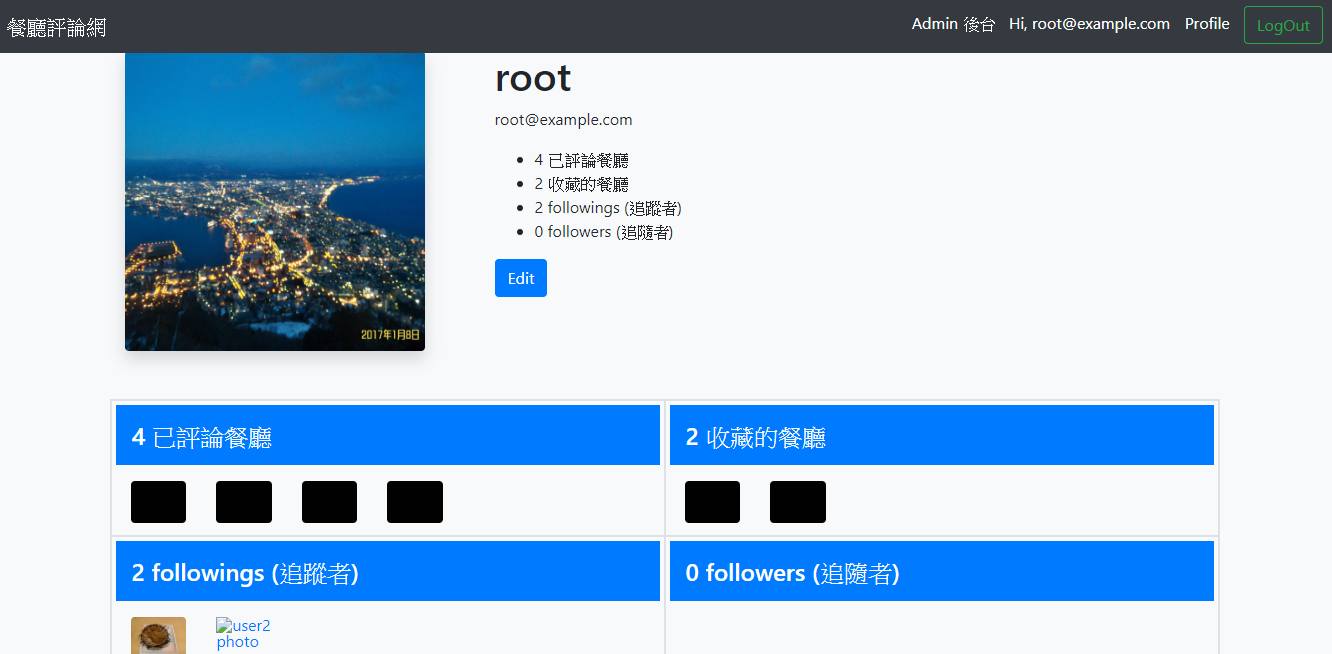 餐廳評論網
Admin 後台 Hi, root@example.com Profile LogOut
root
root@example.com
4 已評論餐廳
2 收藏的餐廳
2 followings (追蹤者)
0 followers (追隨者)
Edit
2017年1月8日
4 已評論餐廳
2 收藏的餐廳
2 followings (追蹤者)
0 followers (追隨者)
user2
photo